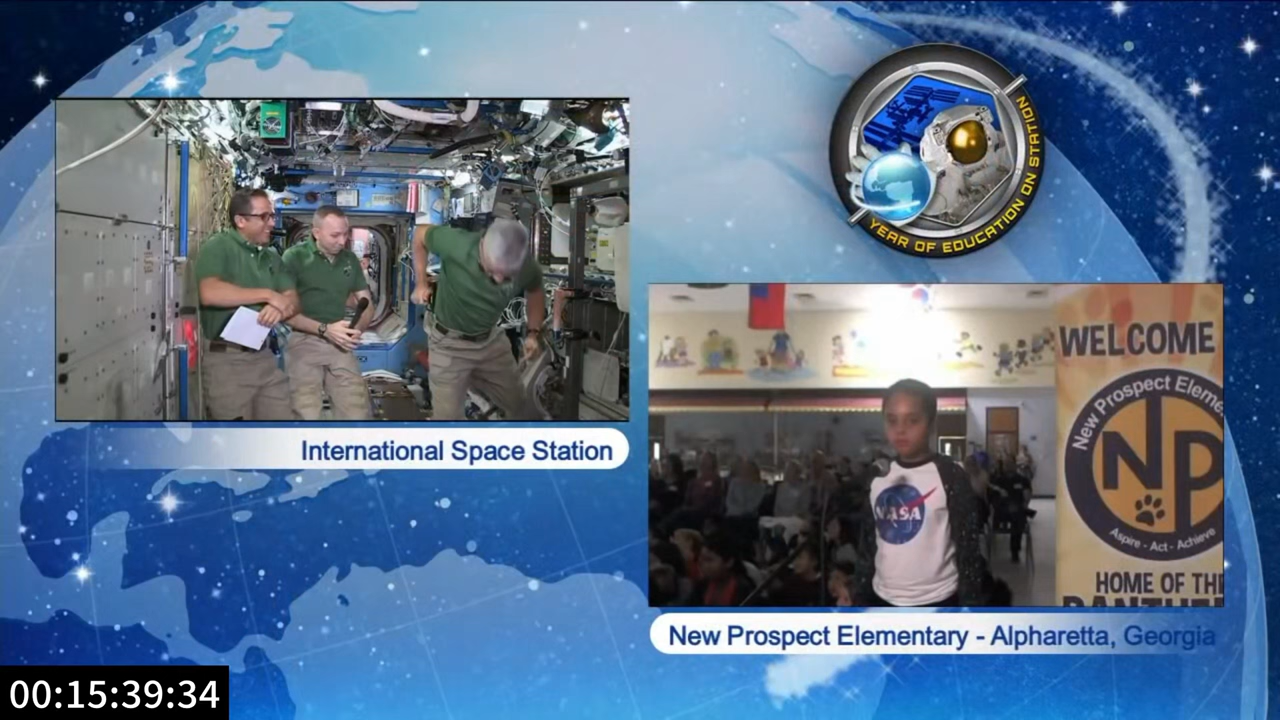 YEAR OF EDUCATION ON STATION
International Space Station
WELCOME
New Prospect Eleme
NP
Aspire - Act - Achieve
HOME OF THE
NASA
New Prospect Elementary - Alpharetta, Georgia
00:15:39:34